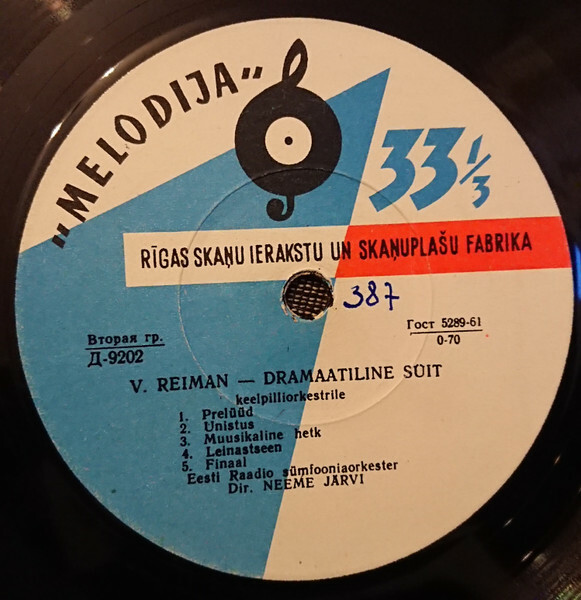 „MELODIJA”
33⅓
RĪGAS SKAŅU IERAKSTU UN SKAŅUPLAŠU FABRIKA
387
Вторая гр.
Д-9202
Гост 5289-61
0-70
V. REIMAN — DRAMAATILINE SÜIT
keelpilliorkestrile
1. Prelüüd
2. Unistus
3. Muusikaline hetk
4. Leinastseen
5. Finaal
Eesti Raadio sümfooniaorkester
Dir. NEEME JÄRVI